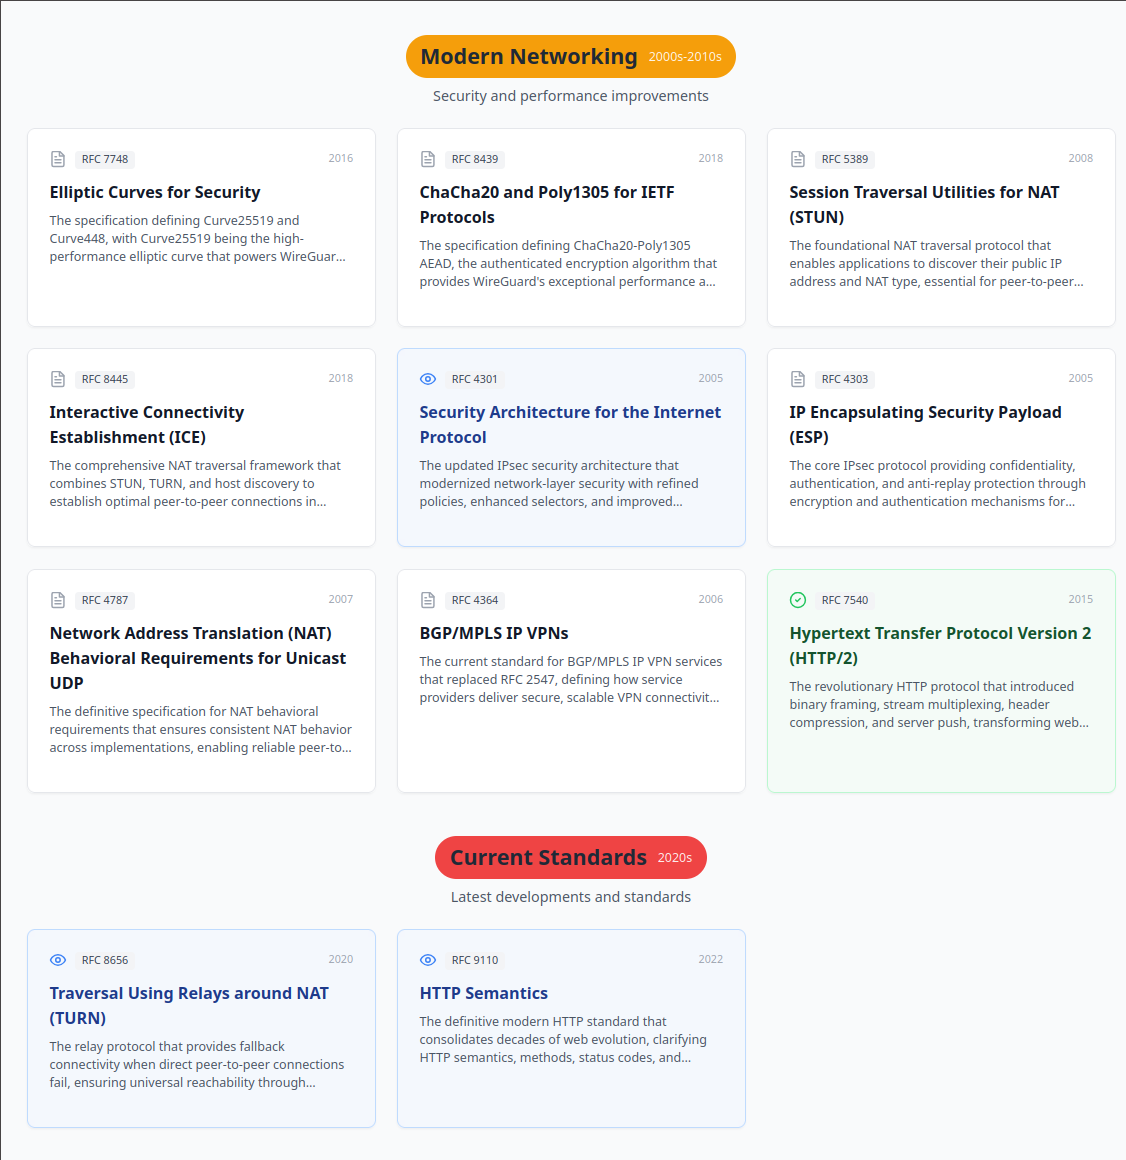 Modern Networking 2000s-2010s
Security and performance improvements
RFC 7748 2016
Elliptic Curves for Security
The specification defining Curve25519 and
Curve448, with Curve25519 being the high-
performance elliptic curve that powers WireGuar...
RFC 8439 2018
ChaCha20 and Poly1305 for IETF
Protocols
The specification defining ChaCha20-Poly1305
AEAD, the authenticated encryption algorithm that
provides WireGuard's exceptional performance a...
RFC 5389 2008
Session Traversal Utilities for NAT
(STUN)
The foundational NAT traversal protocol that
enables applications to discover their public IP
address and NAT type, essential for peer-to-peer...
RFC 8445 2018
Interactive Connectivity
Establishment (ICE)
The comprehensive NAT traversal framework that
combines STUN, TURN, and host discovery to
establish optimal peer-to-peer connections in...
RFC 4301 2005
Security Architecture for the Internet
Protocol
The updated IPsec security architecture that
modernized network-layer security with refined
policies, enhanced selectors, and improved...
RFC 4303 2005
IP Encapsulating Security Payload
(ESP)
The core IPsec protocol providing confidentiality,
authentication, and anti-replay protection through
encryption and authentication mechanisms for...
RFC 4787 2007
Network Address Translation (NAT)
Behavioral Requirements for Unicast
UDP
The definitive specification for NAT behavioral
requirements that ensures consistent NAT behavior
across implementations, enabling reliable peer-to...
RFC 4364 2006
BGP/MPLS IP VPNs
The current standard for BGP/MPLS IP VPN services
that replaced RFC 2547, defining how service
providers deliver secure, scalable VPN connectivit...
RFC 7540 2015
Hypertext Transfer Protocol Version 2
(HTTP/2)
The revolutionary HTTP protocol that introduced
binary framing, stream multiplexing, header
compression, and server push, transforming web...
Current Standards 2020s
Latest developments and standards
RFC 8656 2020
Traversal Using Relays around NAT
(TURN)
The relay protocol that provides fallback
connectivity when direct peer-to-peer connections
fail, ensuring universal reachability through...
RFC 9110 2022
HTTP Semantics
The definitive modern HTTP standard that
consolidates decades of web evolution, clarifying
HTTP semantics, methods, status codes, and...